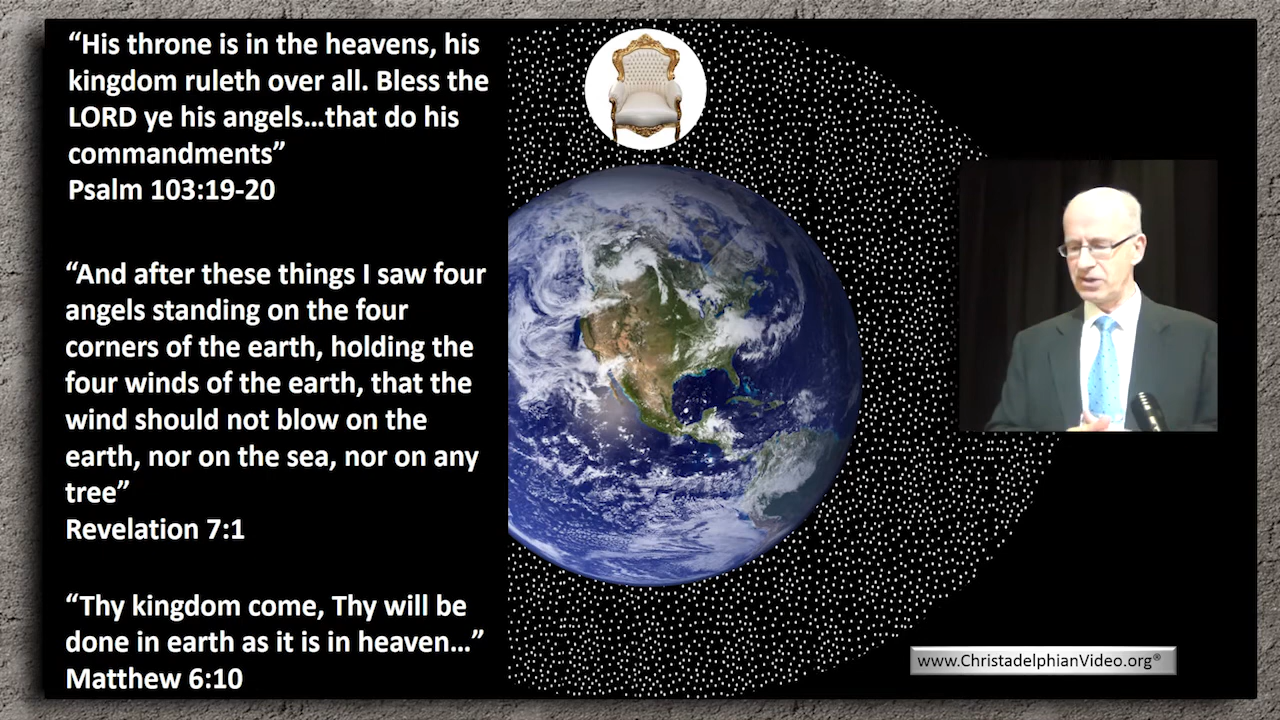 “His throne is in the heavens, his
kingdom ruleth over all. Bless the
LORD ye his angels…that do his
commandments”
Psalm 103:19-20
“And after these things I saw four
angels standing on the four
corners of the earth, holding the
four winds of the earth, that the
wind should not blow on the
earth, nor on the sea, nor on any
tree”
Revelation 7:1
“Thy kingdom come, Thy will be
done in earth as it is in heaven…”
Matthew 6:10
www.ChristadelphianVideo.org®